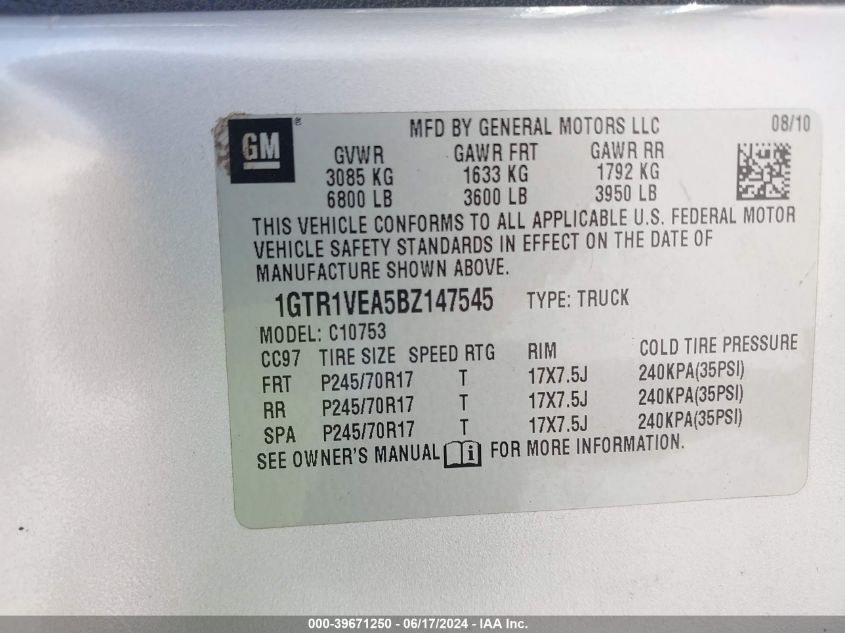 GM®
MFD BY GENERAL MOTORS LLC 08/10
GVWR GAWR FRT GAWR RR
3085 KG 1633 KG 1792 KG
6800 LB 3600 LB 3950 LB
THIS VEHICLE CONFORMS TO ALL APPLICABLE U.S. FEDERAL MOTOR
VEHICLE SAFETY STANDARDS IN EFFECT ON THE DATE OF
MANUFACTURE SHOWN ABOVE.
1GTR1VEA5BZ147545 TYPE: TRUCK
MODEL: C10753
CC97 TIRE SIZE SPEED RTG RIM COLD TIRE PRESSURE
FRT P245/70R17 T 17X7.5J 240KPA(35PSI)
RR P245/70R17 T 17X7.5J 240KPA(35PSI)
SPA P245/70R17 T 17X7.5J 240KPA(35PSI)
SEE OWNER'S MANUAL i FOR MORE INFORMATION.
000-39671250 - 06/17/2024 - IAA Inc.